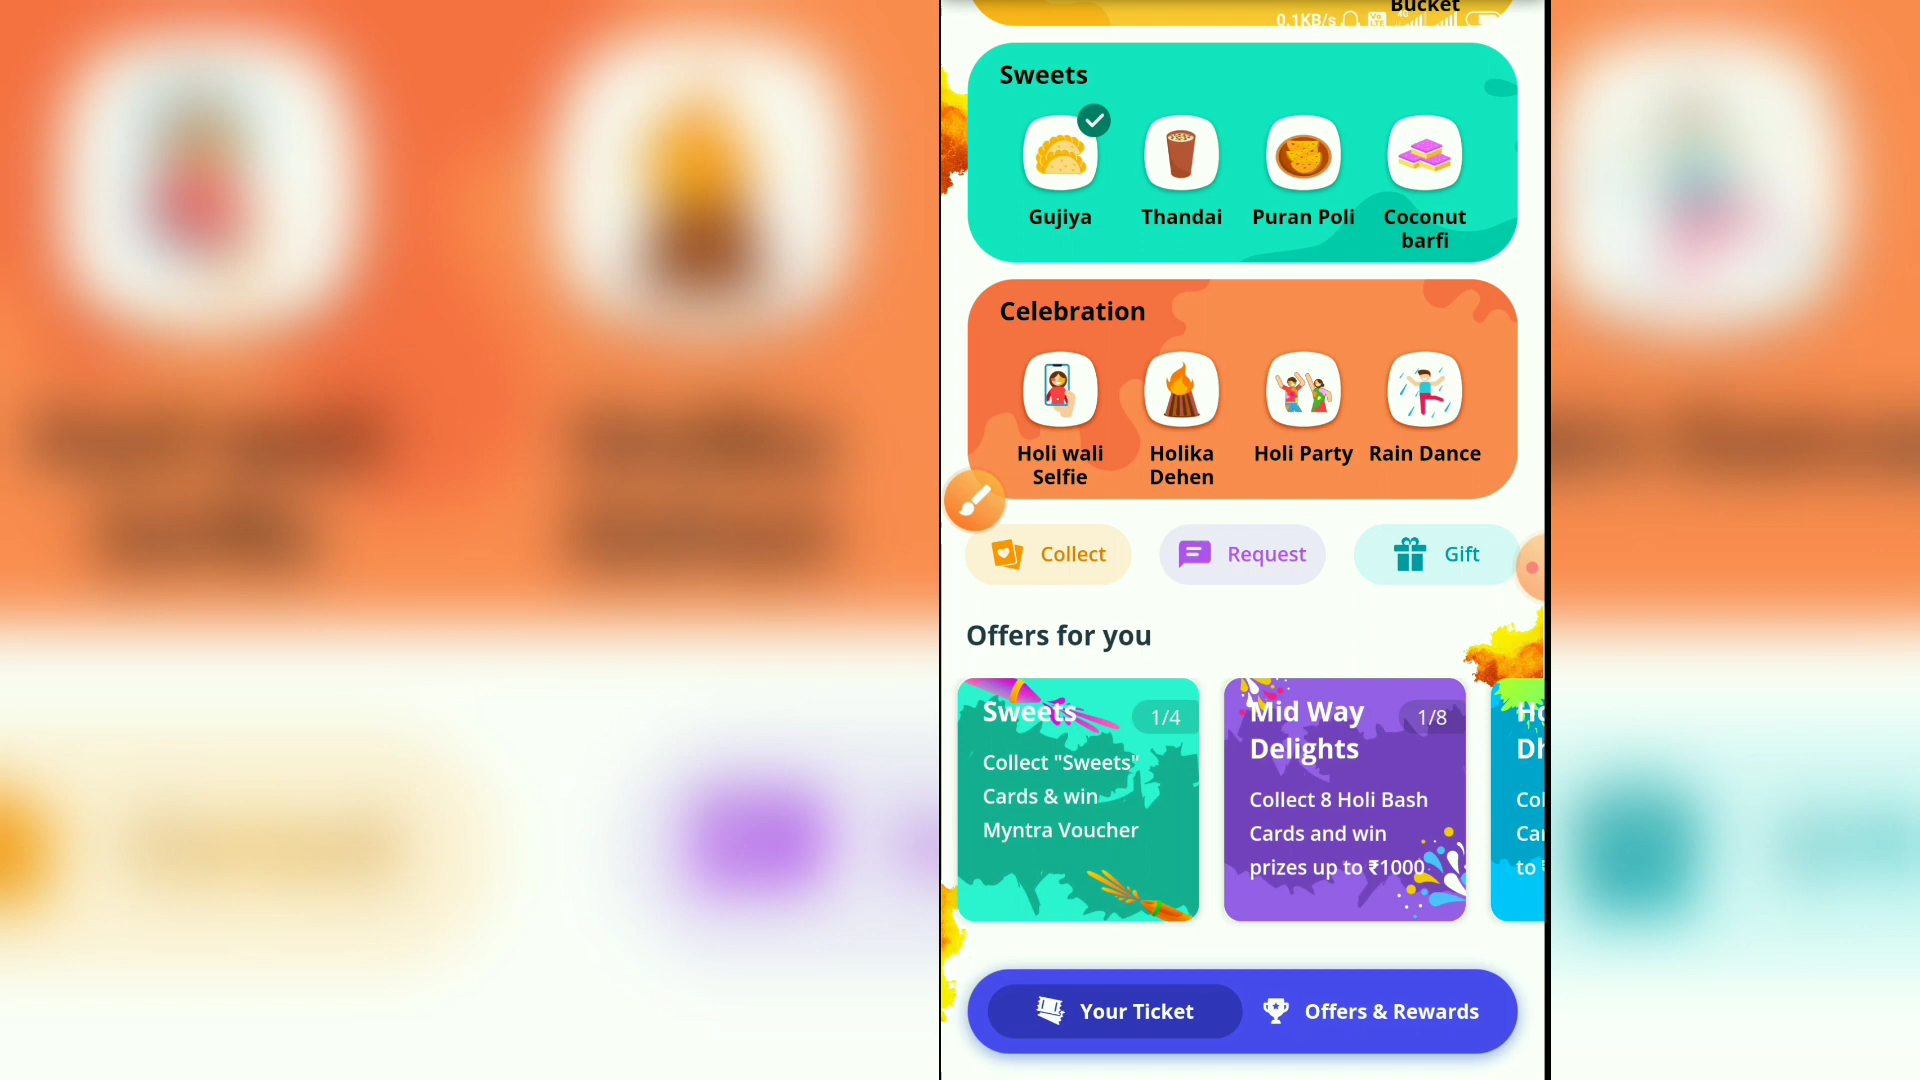 Bucket
0.1KB/s
Sweets
Gujiya
Thandai
Puran Poli
Coconut
barfi
Celebration
Holi wali
Selfie
Holika
Dehen
Holi Party
Rain Dance
Collect
Request
Gift
Offers for you
Sweets
1/4
Collect "Sweets"
Cards & win
Myntra Voucher
Mid Way
Delights
1/8
Collect 8 Holi Bash
Cards and win
prizes up to ₹1000
Your Ticket
Offers & Rewards